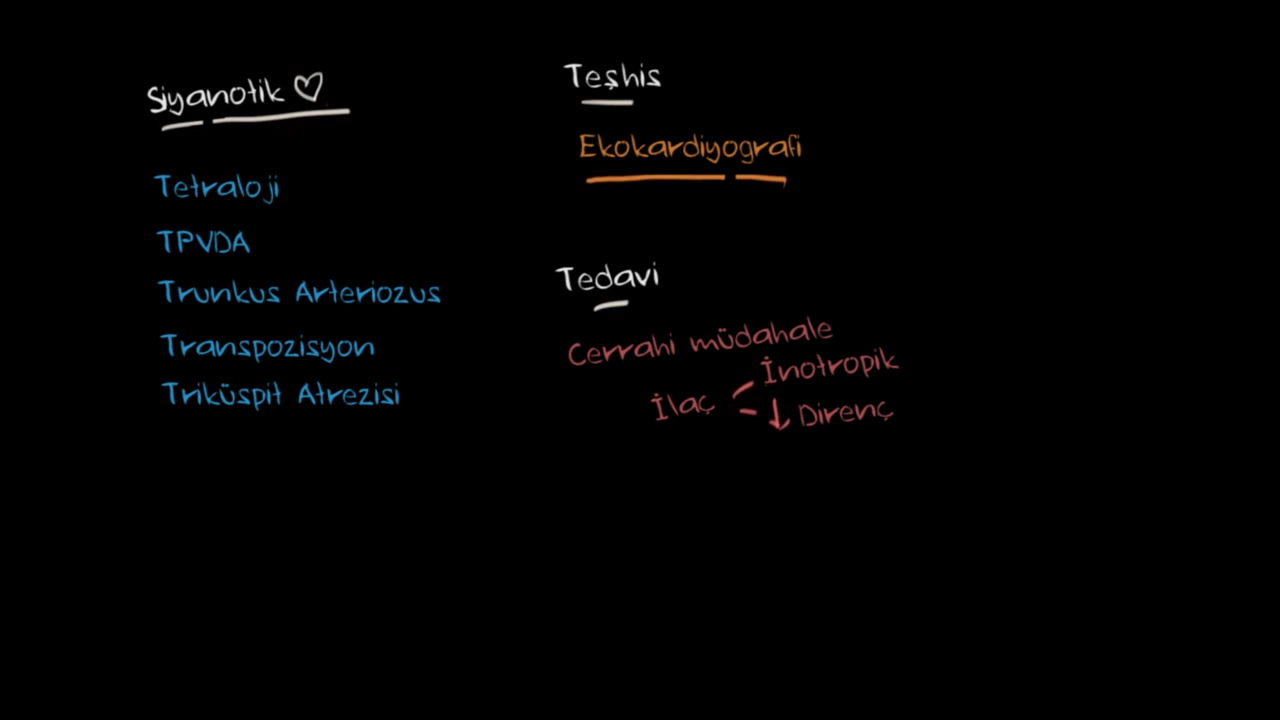 Siyanotik ♡
Tetraloji
TPVDA
Trunkus Arteriozus
Transpozisyon
Triküspit Atrezisi
Teşhis
Ekokardiyografi
Tedavi
Cerrahi müdahale
İlaç
İnotropik
↓ Direnç